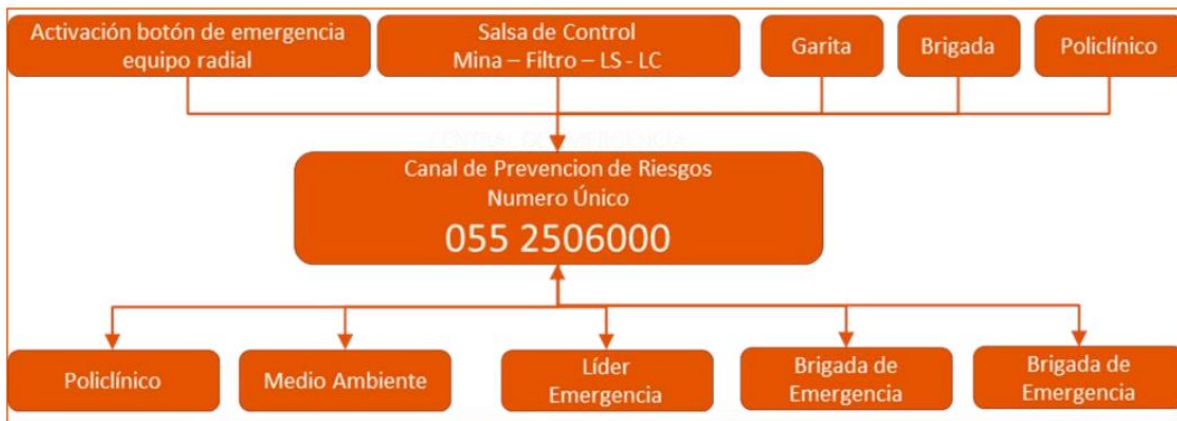 Activación botón de emergencia
equipo radial
Salsa de Control
Mina – Filtro – LS - LC
Garita
Brigada
Policlínico
Canal de Prevencion de Riesgos
Numero Único
055 2506000
Policlínico
Medio Ambiente
Líder
Emergencia
Brigada de
Emergencia
Brigada de
Emergencia